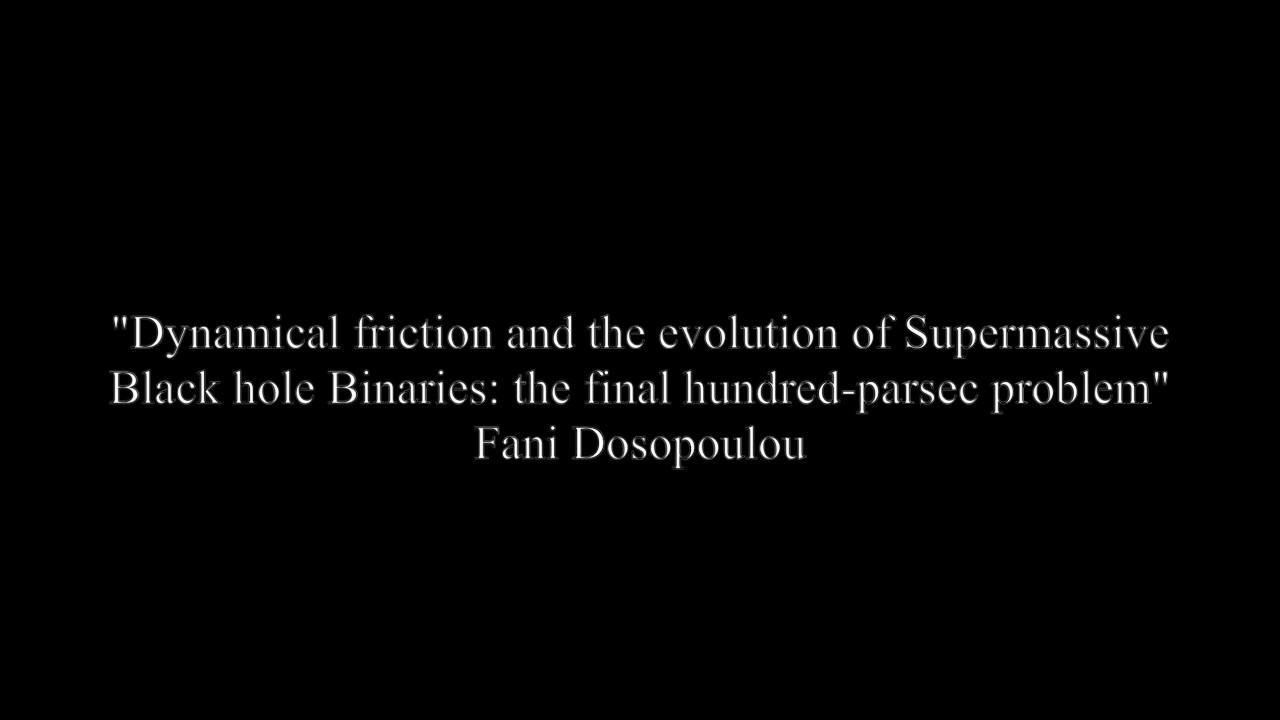 "Dynamical friction and the evolution of Supermassive
Black hole Binaries: the final hundred-parsec problem"
Fani Dosopoulou